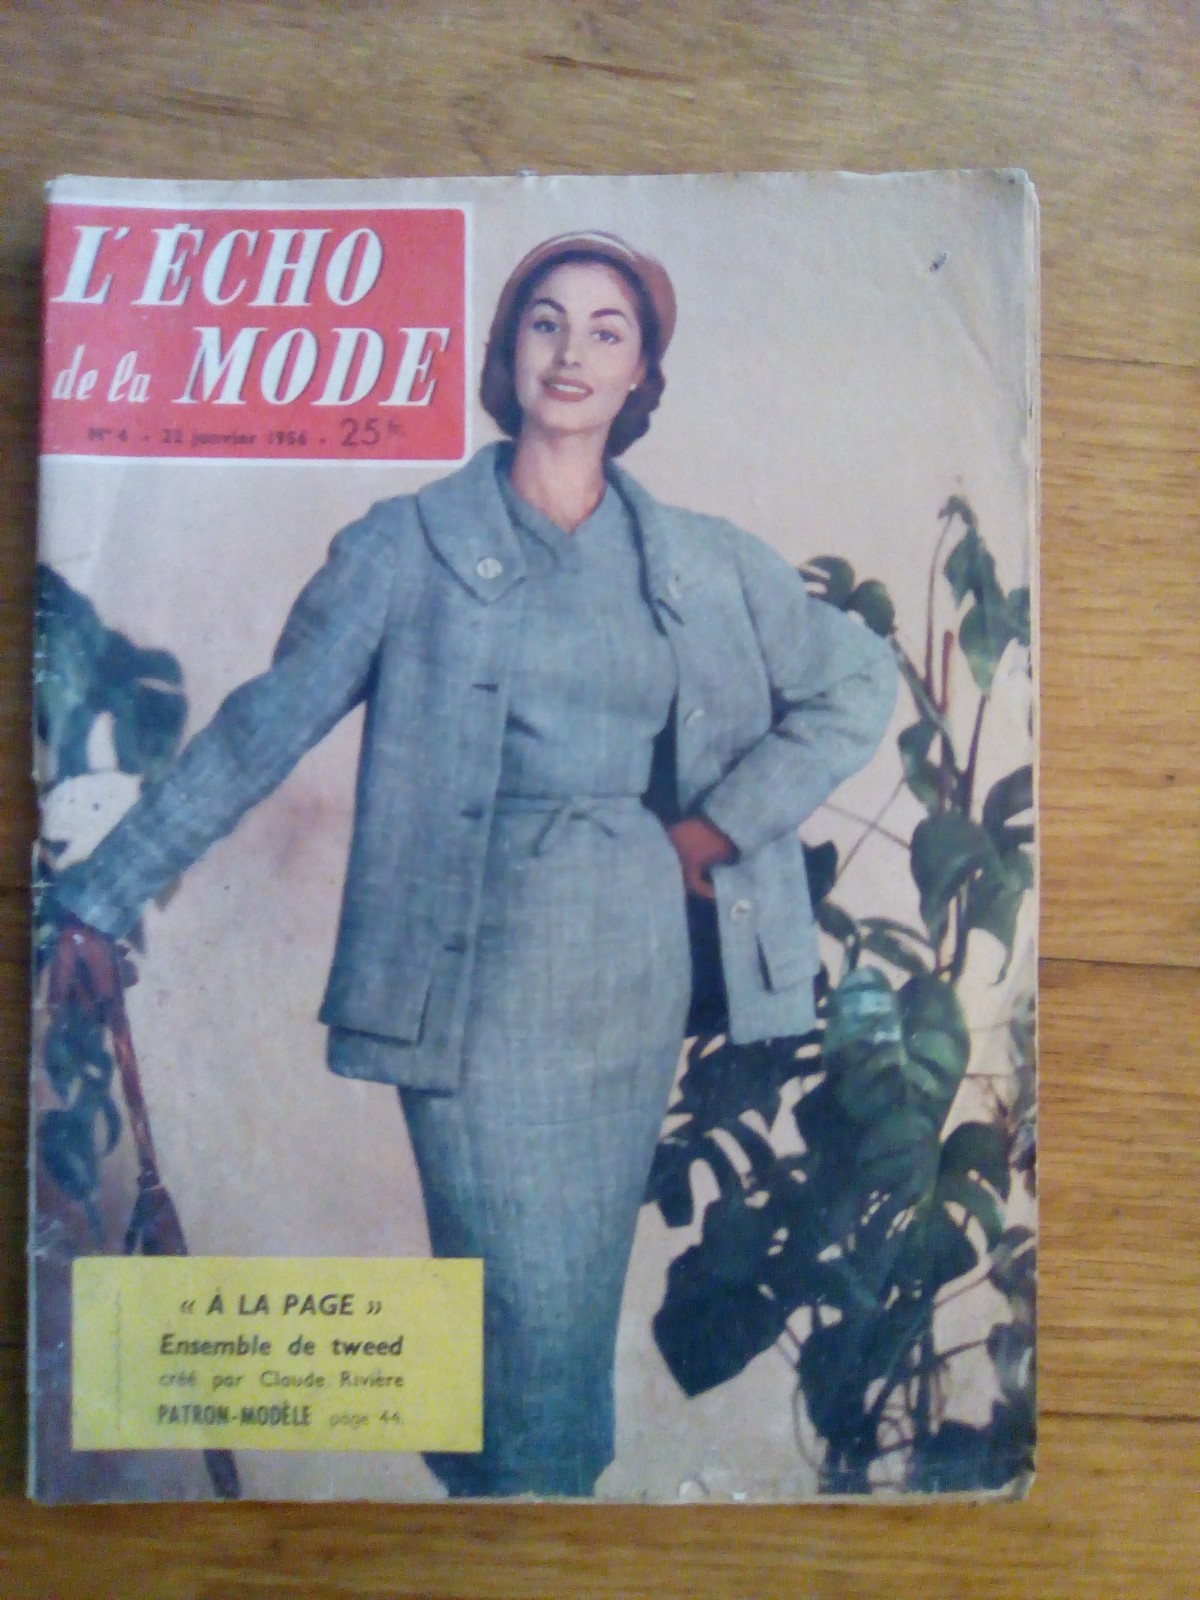 L'ÉCHO
de la MODE
N° 4 - 22 janvier 1956 - 25 fr.
« A LA PAGE »
Ensemble de tweed
créé par Claude Rivière
PATRON-MODÈLE page 44.